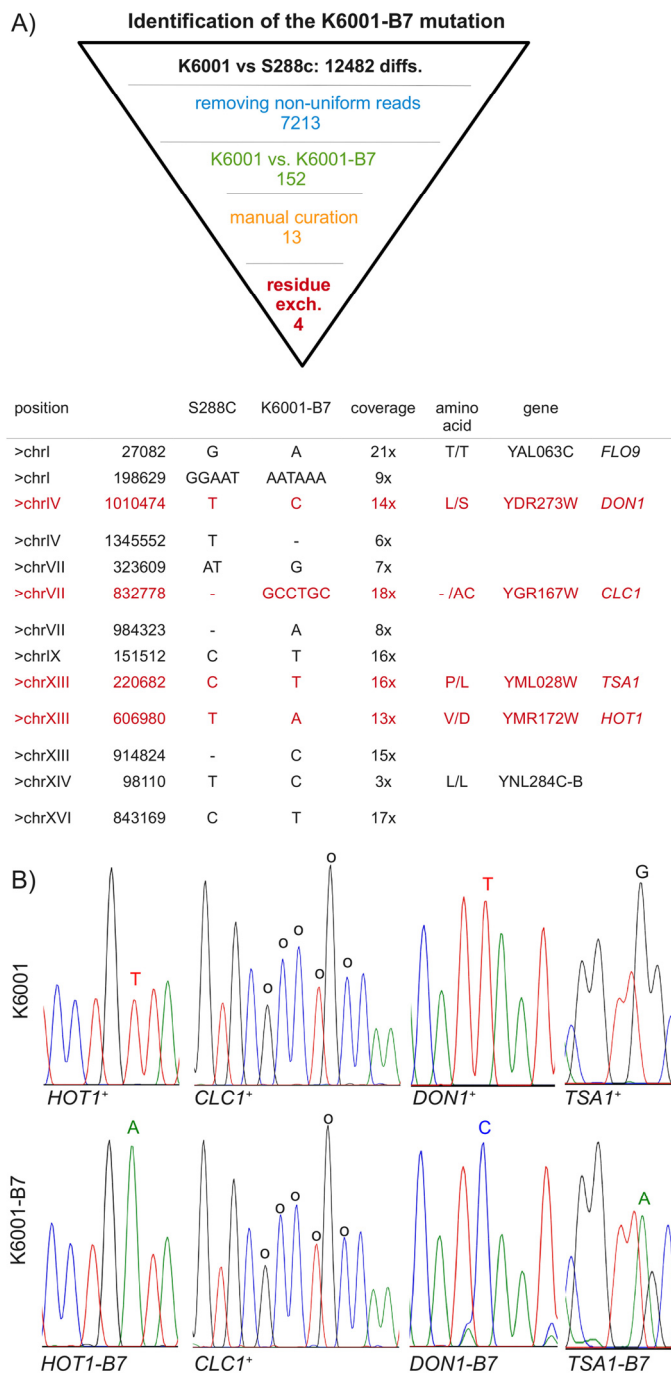 A)
Identification of the K6001-B7 mutation
K6001 vs S288c: 12482 diffs.
removing non-uniform reads
7213
K6001 vs. K6001-B7
152
manual curation
13
residue
exch.
4
position S288C K6001-B7 coverage amino acid gene
>chrI 27082 G A 21x T/T YAL063C FLO9
>chrI 198629 GGAAT AATAAA 9x
>chrIV 1010474 T C 14x L/S YDR273W DON1
>chrIV 1345552 T - 6x
>chrVII 323609 AT G 7x
>chrVII 832778 - GCCTGC 18x - /AC YGR167W CLC1
>chrVII 984323 - A 8x
>chrIX 151512 C T 16x
>chrXIII 220682 C T 16x P/L YML028W TSA1
>chrXIII 606980 T A 13x V/D YMR172W HOT1
>chrXIII 914824 - C 15x
>chrXIV 98110 T C 3x L/L YNL284C-B
>chrXVI 843169 C T 17x
B)
K6001
T
o o o o o o
T
G
HOT1+ CLC1+ DON1+ TSA1+
K6001-B7
A
o o o o o o
C
A
HOT1-B7 CLC1+ DON1-B7 TSA1-B7